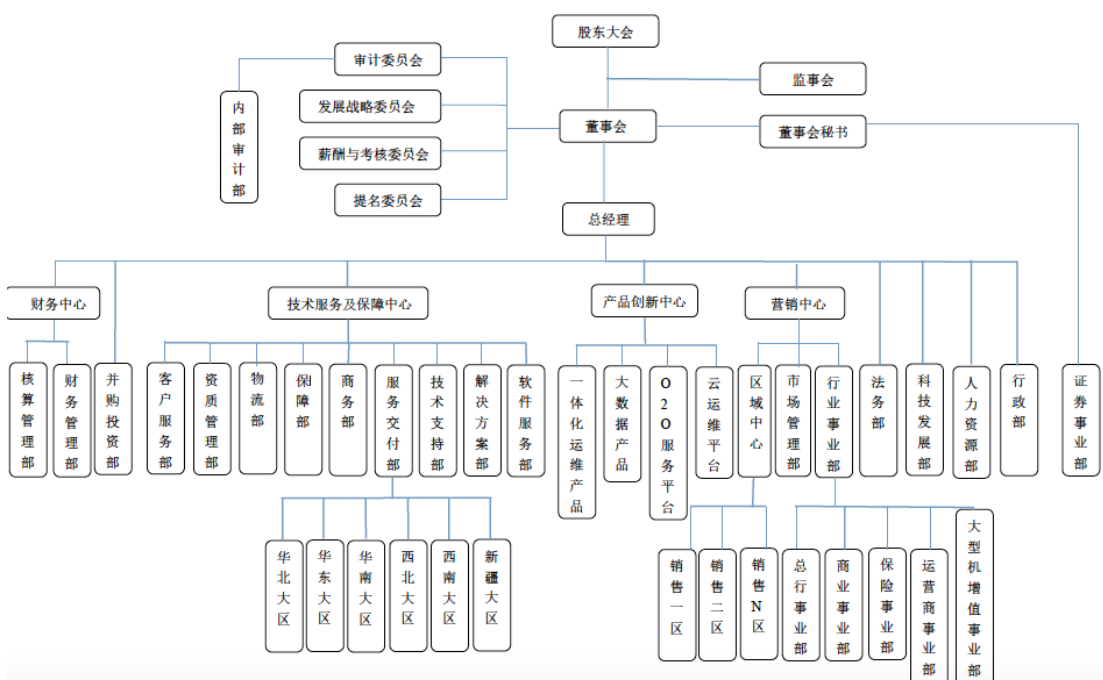 股东大会
审计委员会
监事会
发展战略委员会
内部审计部
董事会
董事会秘书
薪酬与考核委员会
提名委员会
总经理
财务中心
技术服务及保障中心
产品创新中心
营销中心
核算管理部
财务管理部
并购投资部
客户服务部
资质管理部
物流部
保障部
商务部
服务交付部
技术支持部
解决方案部
软件服务部
一体化运维产品
大数据产品
O2O服务平台
云运维平台
区域中心
市场管理部
行业事业部
法务部
科技发展部
人力资源部
行政部
证券事业部
华北大区
华东大区
华南大区
西北大区
西南大区
新疆大区
销售一区
销售二区
销售N区
总行事业部
商业事业部
保险事业部
运营商事业部
大型机增值事业部